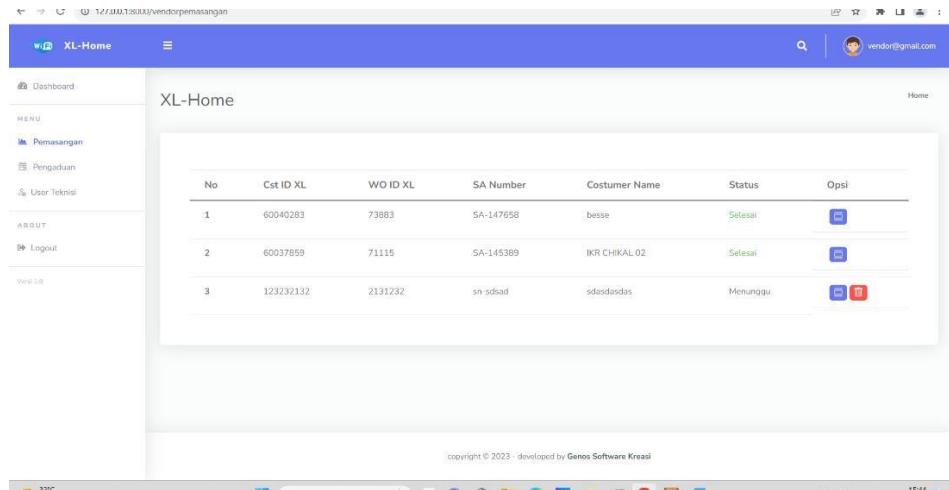 127.0.0.1:8000/vendorpemasangan
WiFi XL-Home
vendor@gmail.com
Dashboard
XL-Home
Home
MENU
Pemasangan
Pengaduan
User Teknisi
No Cst ID XL WO ID XL SA Number Costumer Name Status Opsi
1 60040283 73883 SA-147658 besse Selesai
2 60037859 71115 SA-145389 IKR CHIKAL 02 Selesai
3 123232132 2131232 sn-sdsad sdasdasdas Menunggu
ABOUT
Logout
copyright © 2023 - developed by Genos Software Kreasi